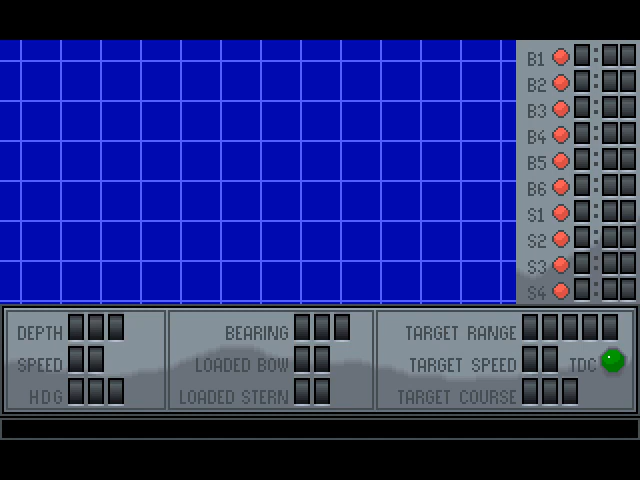 B1 :
B2 :
B3 :
B4 :
B5 :
B6 :
S1 :
S2 :
S3 :
S4 :
DEPTH BEARING TARGET RANGE
SPEED LOADED BOW TARGET SPEED TDC
HDG LOADED STERN TARGET COURSE